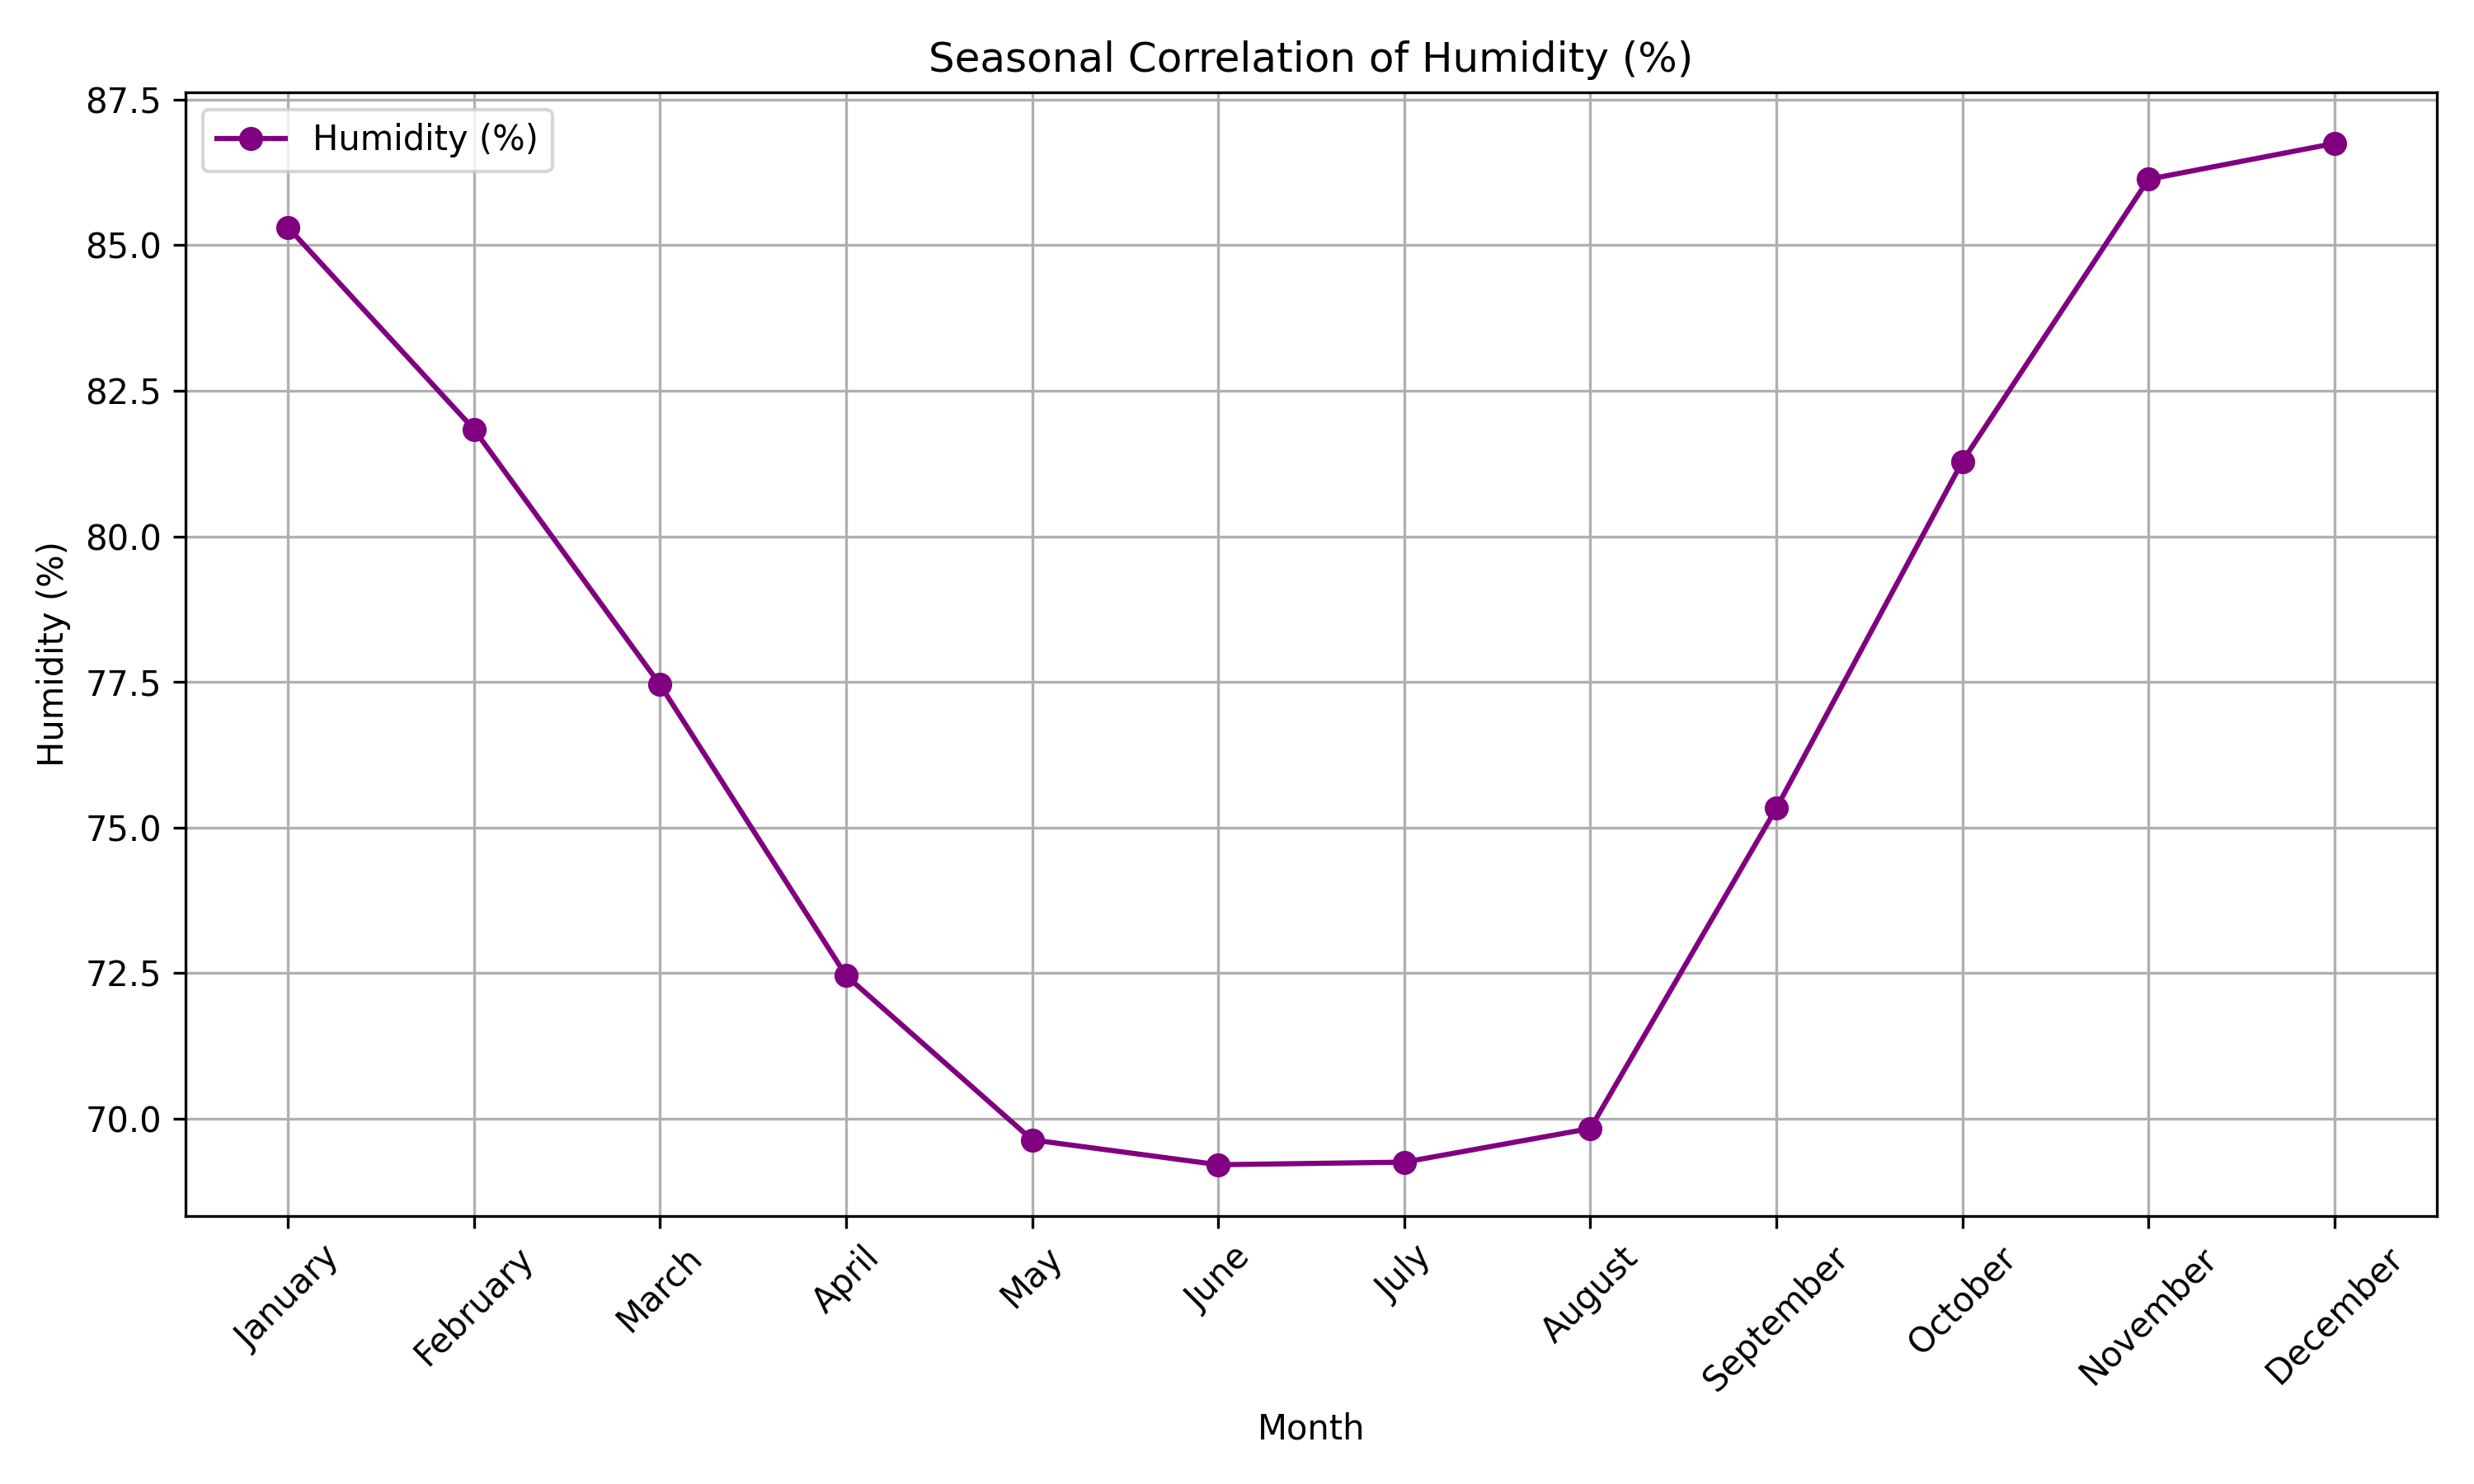 Seasonal Correlation of Humidity (%)
Humidity (%)
87.5
85.0
82.5
80.0
77.5
75.0
72.5
70.0
Humidity (%)
January
February
March
April
May
June
July
August
September
October
November
December
Month